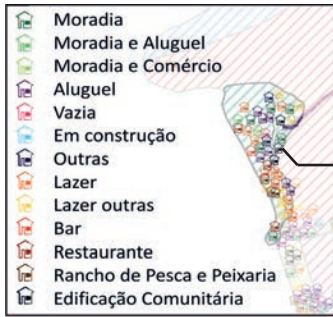 Moradia
Moradia e Aluguel
Moradia e Comércio
Aluguel
Vazia
Em construção
Outras
Lazer
Lazer outras
Bar
Restaurante
Rancho de Pesca e Peixaria
Edificação Comunitária